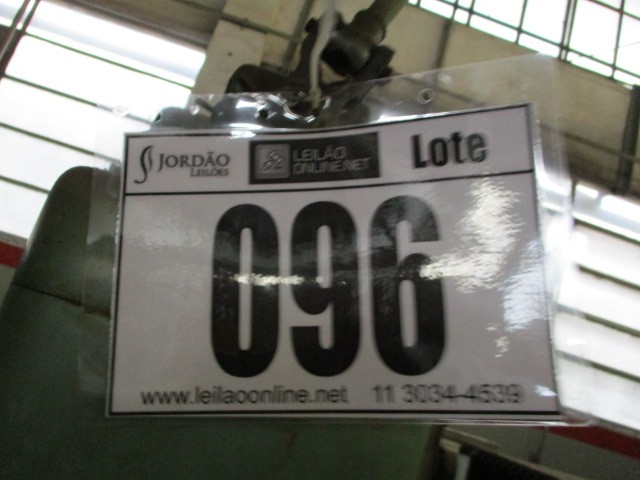 JORDÃO
LEILÕES
LEILÃO
ONLINE.NET
Lote
096
www.leilaoonline.net 11 3034-4539